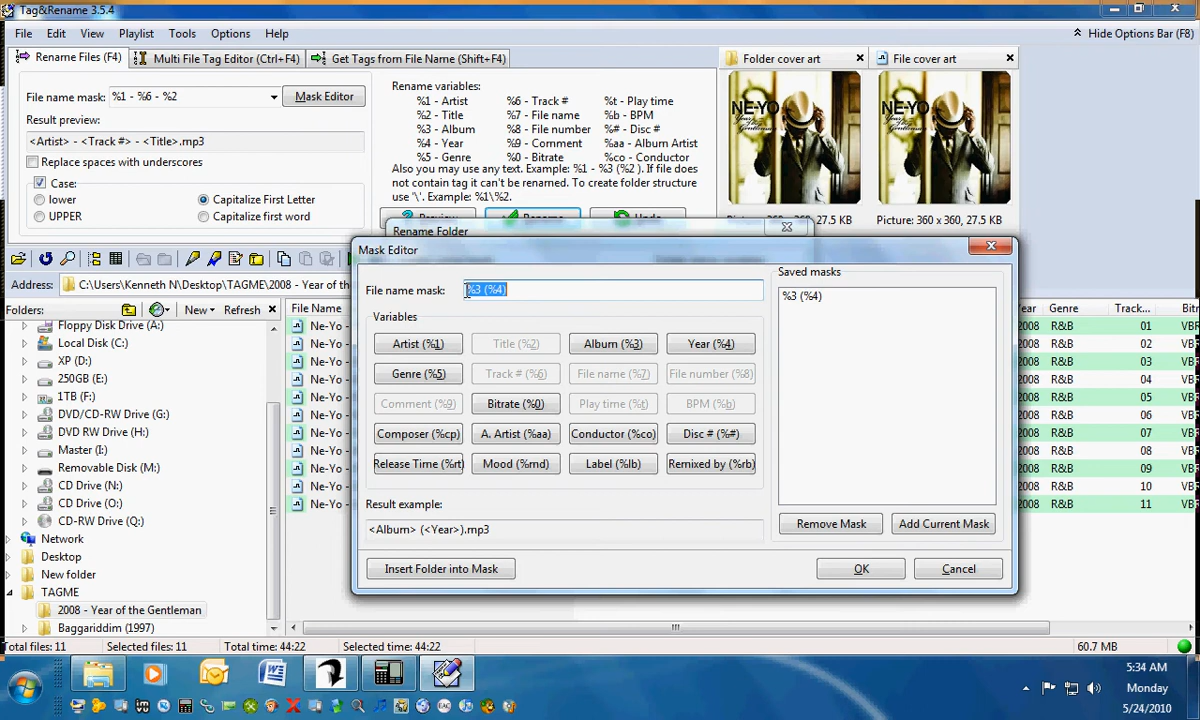 Tag&Rename 3.5.4
File Edit View Playlist Tools Options Help
Hide Options Bar (F8)
Rename Files (F4) Multi File Tag Editor (Ctrl+F4) Get Tags from File Name (Shift+F4)
Folder cover art
File cover art
File name mask: %1 - %6 - %2 Mask Editor
Result preview:
<Artist> - <Track #> - <Title>.mp3
Replace spaces with underscores
Case:
lower Capitalize First Letter
UPPER Capitalize first word
Rename variables:
%1 - Artist %6 - Track # %t - Play time
%2 - Title %7 - File name %b - BPM
%3 - Album %8 - File number %# - Disc #
%4 - Year %9 - Comment %aa - Album Artist
%5 - Genre %0 - Bitrate %co - Conductor
Also you may use any text. Example: %1 - %3 (%2 ). If file does
not contain tag it can't be renamed. To create folder structure
use '\'. Example: %1\%2.
Preview Rename Undo
NE-YO
NE-YO
360, 27.5 KB
Picture: 360 x 360, 27.5 KB
Rename Folder
Mask Editor
File name mask: %3 (%4)
Variables
Artist (%1) Title (%2) Album (%3) Year (%4)
Genre (%5) Track # (%6) File name (%7) File number (%8)
Comment (%9) Bitrate (%0) Play time (%t) BPM (%b)
Composer (%cp) A. Artist (%aa) Conductor (%co) Disc # (%#)
Release Time (%rt) Mood (%md) Label (%lb) Remixed by (%rb)
Result example:
<Album> (<Year>).mp3
Insert Folder into Mask
Saved masks
%3 (%4)
Remove Mask Add Current Mask
OK Cancel
Address: C:\Users\Kenneth N\Desktop\TAGME\2008 - Year of the Gentleman
Folders: New Refresh
Floppy Disk Drive (A:)
Local Disk (C:)
XP (D:)
250GB (E:)
1TB (F:)
DVD/CD-RW Drive (G:)
DVD RW Drive (H:)
Master (I:)
Removable Disk (M:)
CD Drive (N:)
CD Drive (O:)
CD-RW Drive (Q:)
Network
Desktop
New folder
TAGME
2008 - Year of the Gentleman
Baggariddim (1997)
File Name
Ne-Yo
Ne-Yo
Ne-Yo
Ne-Yo
Ne-Yo
Ne-Yo
Ne-Yo
Ne-Yo
Ne-Yo
Ne-Yo
Ne-Yo
Year Genre Track...
2008 R&B 01
2008 R&B 02
2008 R&B 03
2008 R&B 04
2008 R&B 05
2008 R&B 06
2008 R&B 07
2008 R&B 08
2008 R&B 09
2008 R&B 10
2008 R&B 11
Total files: 11 Selected files: 11 Total time: 44:22 Selected time: 44:22 60.7 MB
5:34 AM
Monday
5/24/2010